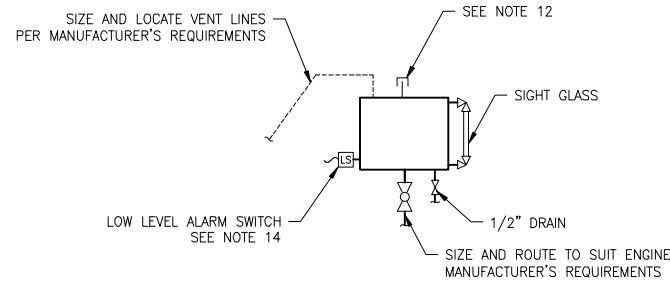 SIZE AND LOCATE VENT LINES
PER MANUFACTURER'S REQUIREMENTS
SEE NOTE 12
SIGHT GLASS
LS
LOW LEVEL ALARM SWITCH
SEE NOTE 14
1/2" DRAIN
SIZE AND ROUTE TO SUIT ENGINE
MANUFACTURER'S REQUIREMENTS